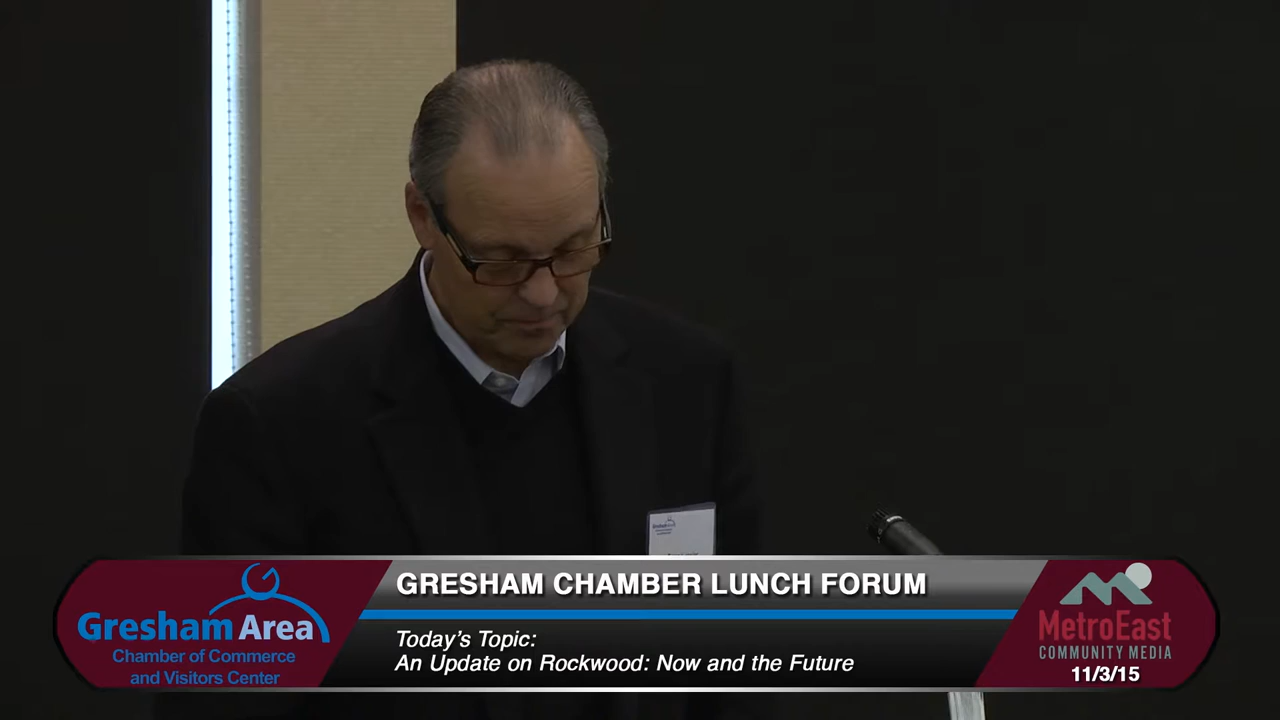 GRESHAM CHAMBER LUNCH FORUM
Gresham Area
Chamber of Commerce
and Visitors Center
Today's Topic:
An Update on Rockwood: Now and the Future
MetroEast
COMMUNITY MEDIA
11/3/15